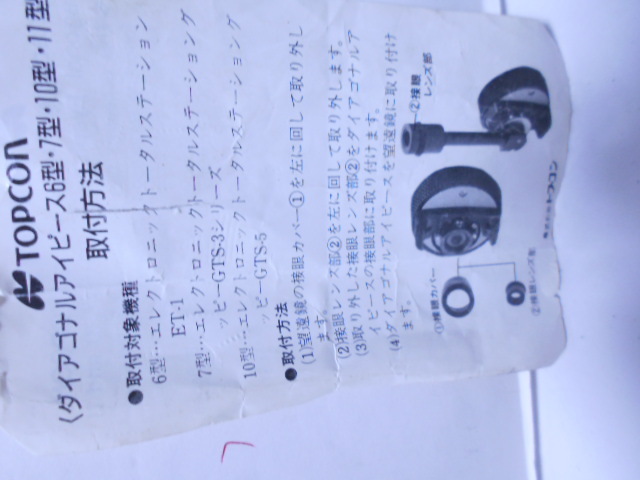 TOPCON
〈ダイアゴナルアイピース6型・7型・10型・11型
取付方法
●取付対象機種
6型…エレクトロニックトータルステーション
ET-1
7型…エレクトロニックトータルステーショング
ッピーGTS-3シリーズ
10型…エレクトロニックトータルステーショング
ッピーGTS-5
●取付方法
(1)望遠鏡の接眼カバー①を左に回して取り外し
ます。
(2)接眼レンズ部②を左に回して取り外します。
(3)取り外した接眼レンズ部②をダイアゴナルア
イピースの接眼部に取り付けます。
(4)ダイアゴナルアイピースを望遠鏡に取り付け
ます。
②接眼
レンズ部
①接眼カバー
②接眼レンズ部
株式会社トプコン